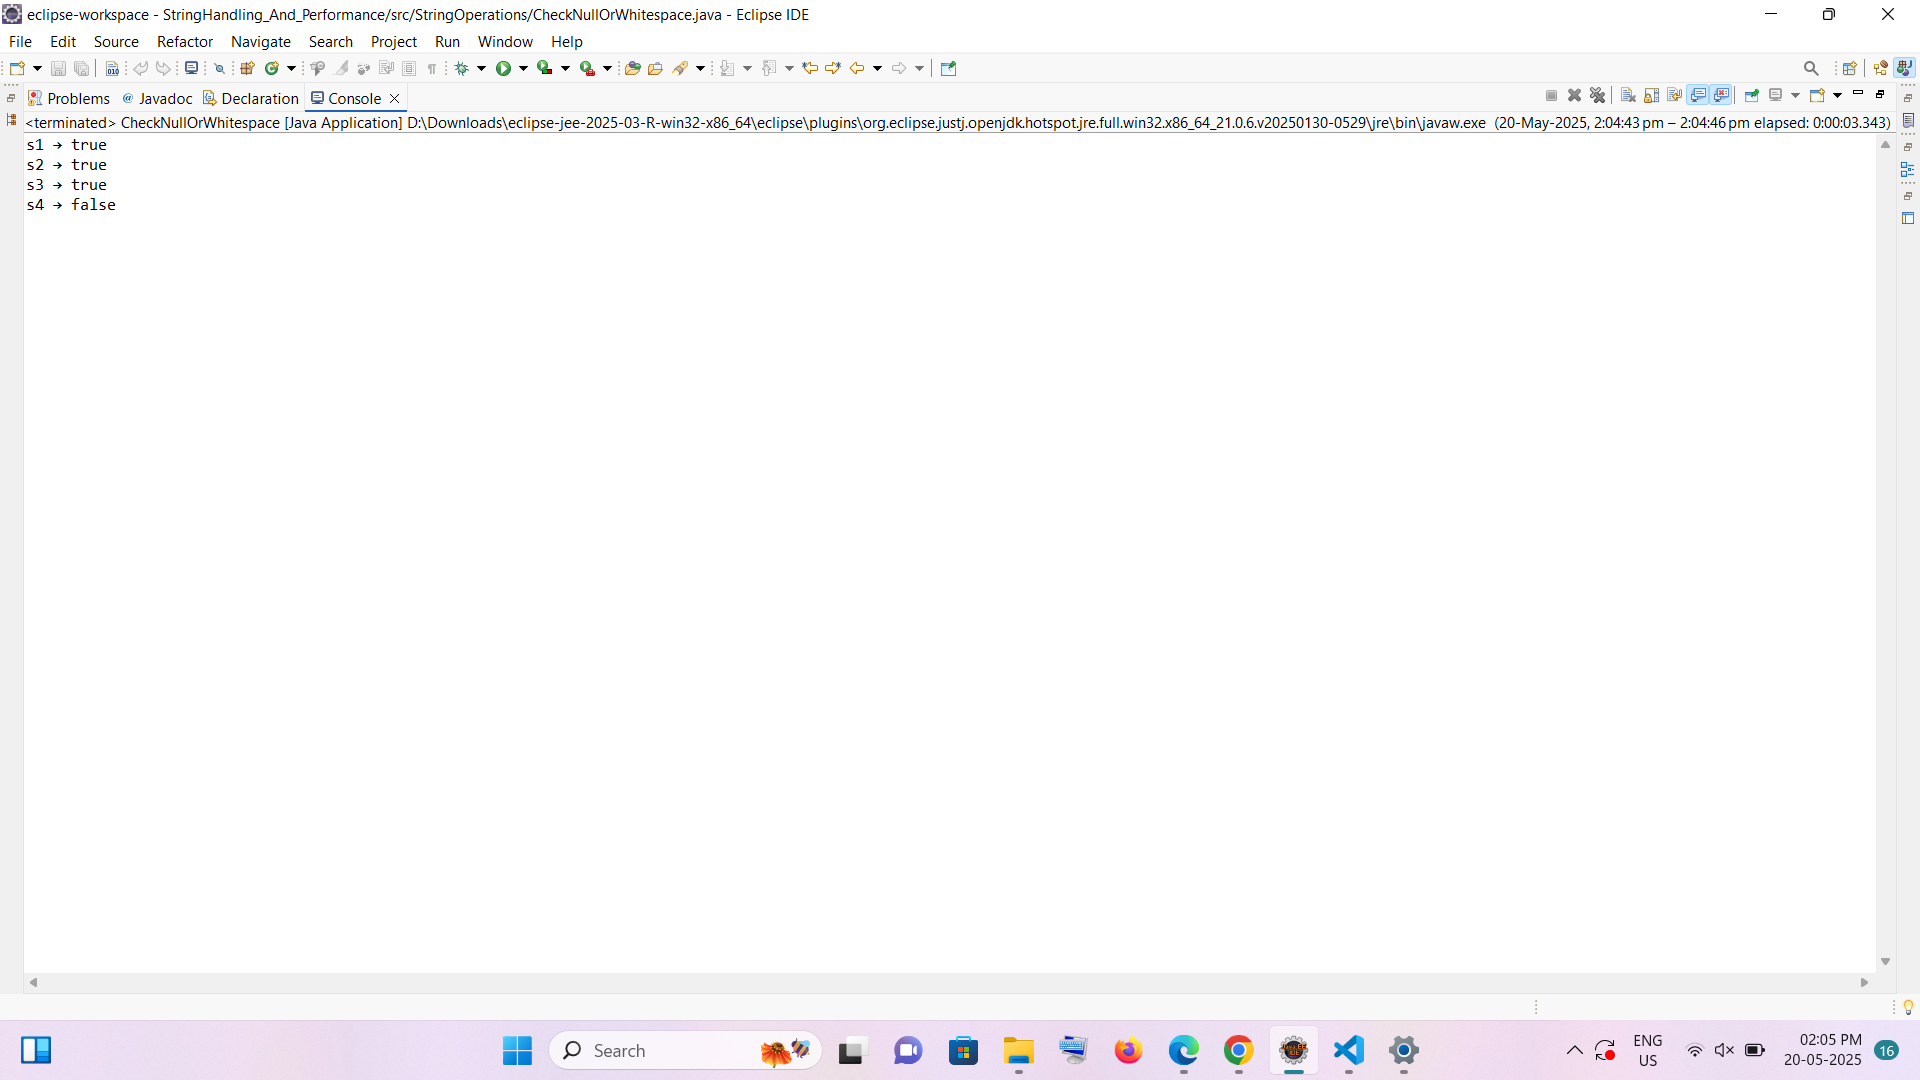 eclipse-workspace - StringHandling_And_Performance/src/StringOperations/CheckNullOrWhitespace.java - Eclipse IDE
File Edit Source Refactor Navigate Search Project Run Window Help
Problems @ Javadoc Declaration Console
<terminated> CheckNullOrWhitespace [Java Application] D:\Downloads\eclipse-jee-2025-03-R-win32-x86_64\eclipse\plugins\org.eclipse.justj.openjdk.hotspot.jre.full.win32.x86_64_21.0.6.v20250130-0529\jre\bin\javaw.exe (20-May-2025, 2:04:43 pm – 2:04:46 pm elapsed: 0:00:03.343)
s1 → true
s2 → true
s3 → true
s4 → false
Search
ENG
US
02:05 PM
20-05-2025
16